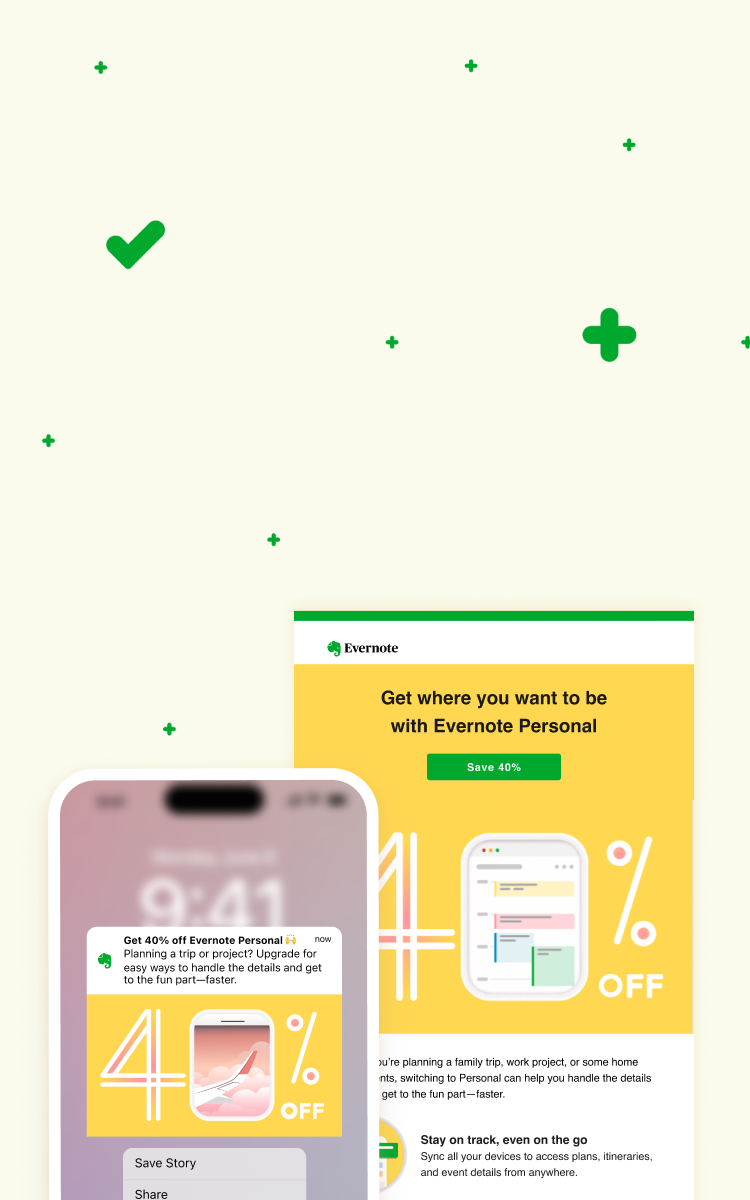 Evernote
Get where you want to be
with Evernote Personal
Save 40%
4 %
OFF
9:41
Get 40% off Evernote Personal 🙌 now
Planning a trip or project? Upgrade for
easy ways to handle the details and get
to the fun part—faster.
4 %
OFF
Save Story
Share
ou're planning a family trip, work project, or some home
nts, switching to Personal can help you handle the details
get to the fun part—faster.
Stay on track, even on the go
Sync all your devices to access plans, itineraries,
and event details from anywhere.